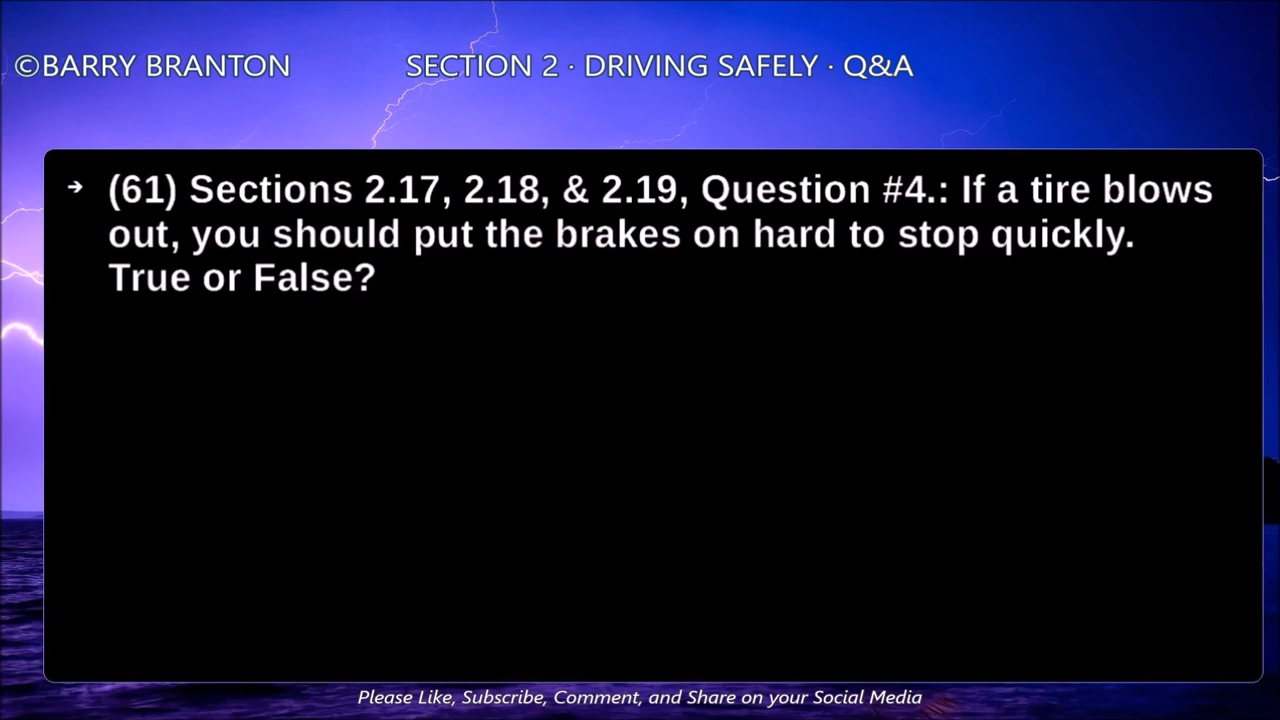 ©BARRY BRANTON
SECTION 2 · DRIVING SAFELY · Q&A
➔ (61) Sections 2.17, 2.18, & 2.19, Question #4.: If a tire blows
out, you should put the brakes on hard to stop quickly.
True or False?
Please Like, Subscribe, Comment, and Share on your Social Media